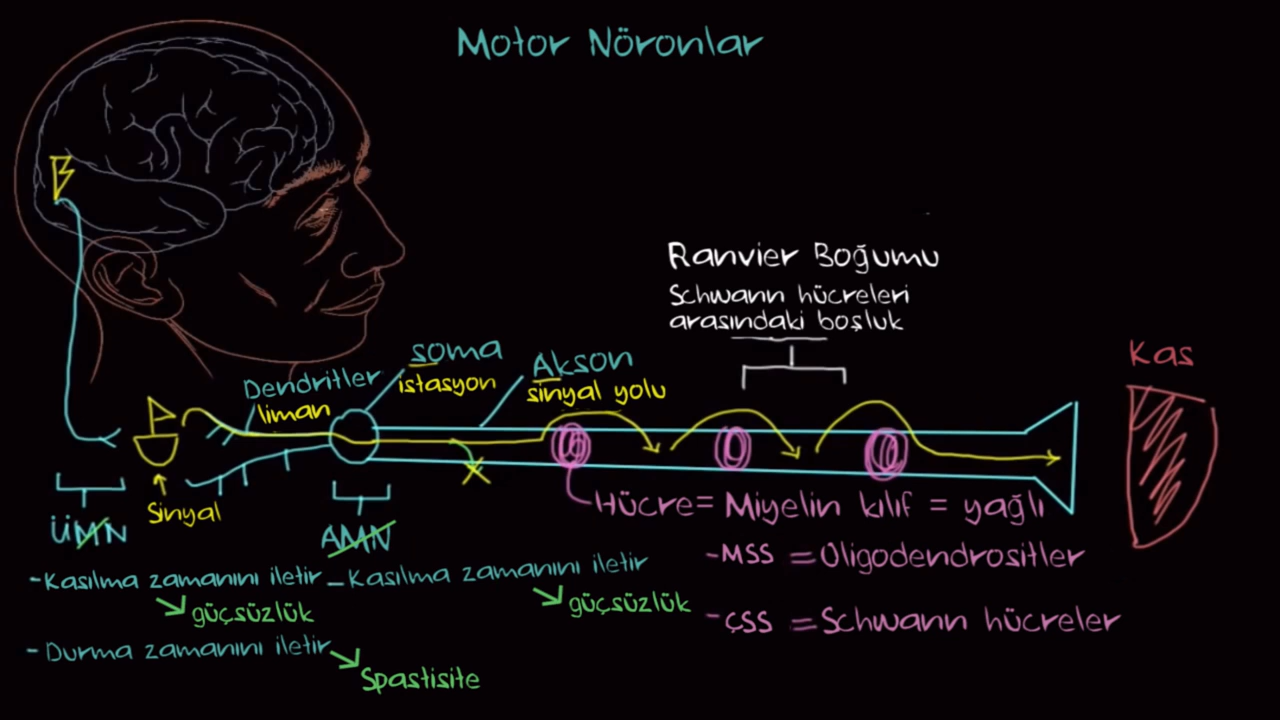 Motor Nöronlar
Ranvier Boğumu
Schwann hücreleri
arasındaki boşluk
Kas
soma
istasyon
Akson
sinyal yolu
Dendritler
liman
Sinyal
ÜMN
AMN
Hücre= Miyelin kılıf = yağlı
-MSS = Oligodendrositler
-ÇSS = Schwann hücreler
-Kasılma zamanını iletir
güçsüzlük
-Durma zamanını iletir
Spastisite
-Kasılma zamanını iletir
güçsüzlük